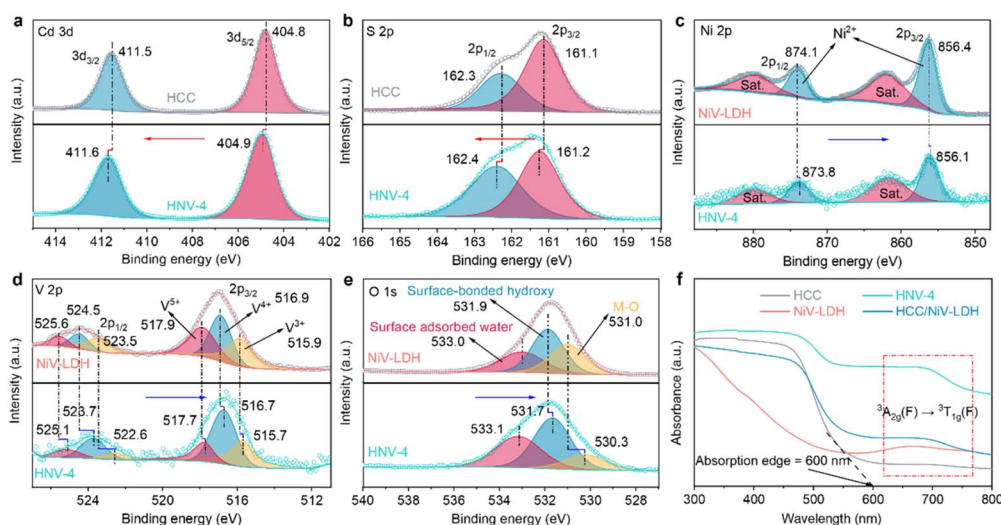 a
Cd 3d
3d5/2
404.8
3d3/2
411.5
HCC
411.6
404.9
HNV-4
Intensity (a.u.)
414 412 410 408 406 404 402
Binding energy (eV)
b
S 2p
2p3/2
2p1/2
161.1
162.3
HCC
162.4
161.2
HNV-4
Intensity (a.u.)
166 165 164 163 162 161 160 159 158
Binding energy (eV)
c
Ni 2p
2p3/2
Ni2+
856.4
2p1/2
874.1
Sat.
Sat.
NiV-LDH
873.8
856.1
Sat.
Sat.
HNV-4
Intensity (a.u.)
880 870 860 850
Binding energy (eV)
d
V 2p
525.6
524.5
2p1/2
523.5
V5+
517.9
2p3/2
V4+
516.9
V3+
515.9
NiV-LDH
525.1
523.7
522.6
517.7
516.7
515.7
HNV-4
Intensity (a.u.)
524 520 516 512
Binding energy (eV)
e
O 1s
Surface-bonded hydroxy
531.9
M-O
531.0
Surface adsorbed water
533.0
NiV-LDH
533.1
531.7
530.3
HNV-4
Intensity (a.u.)
540 538 536 534 532 530 528
Binding energy (eV)
f
HCC
HNV-4
NiV-LDH
HCC/NiV-LDH
3A2g(F) → 3T1g(F)
Absorption edge = 600 nm
Absorbance (a.u.)
300 400 500 600 700 800
Wavelength (nm)